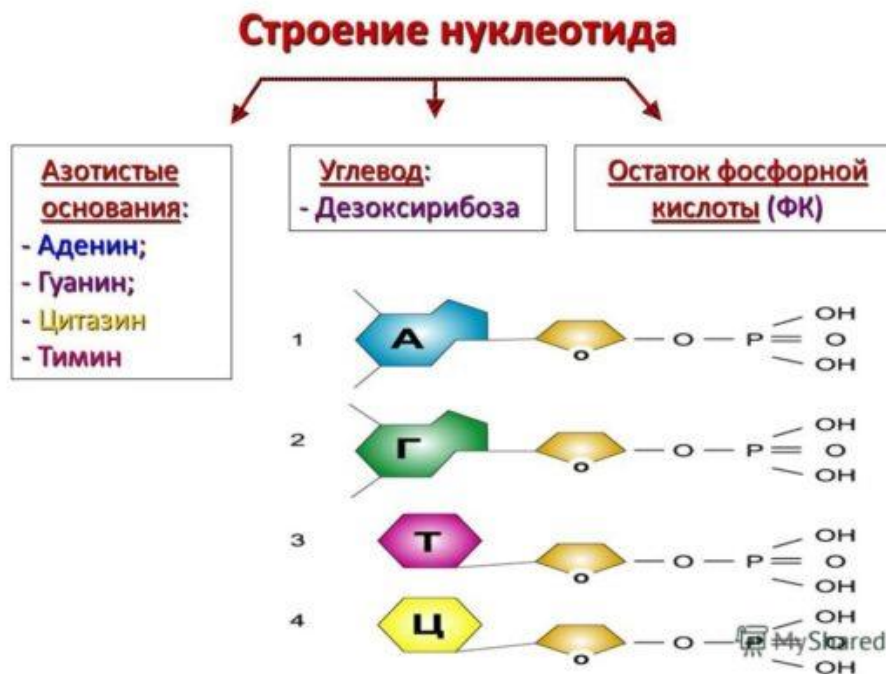 Строение нуклеотида
Азотистые
основания:
- Аденин;
- Гуанин;
- Цитазин
- Тимин
Углевод:
- Дезоксирибоза
Остаток фосфорной
кислоты (ФК)
1
А
O
O
P
OH
O
OH
2
Г
O
O
P
OH
O
OH
3
Т
O
O
P
OH
O
OH
4
Ц
O
O
P
OH
O
OH
MyShared